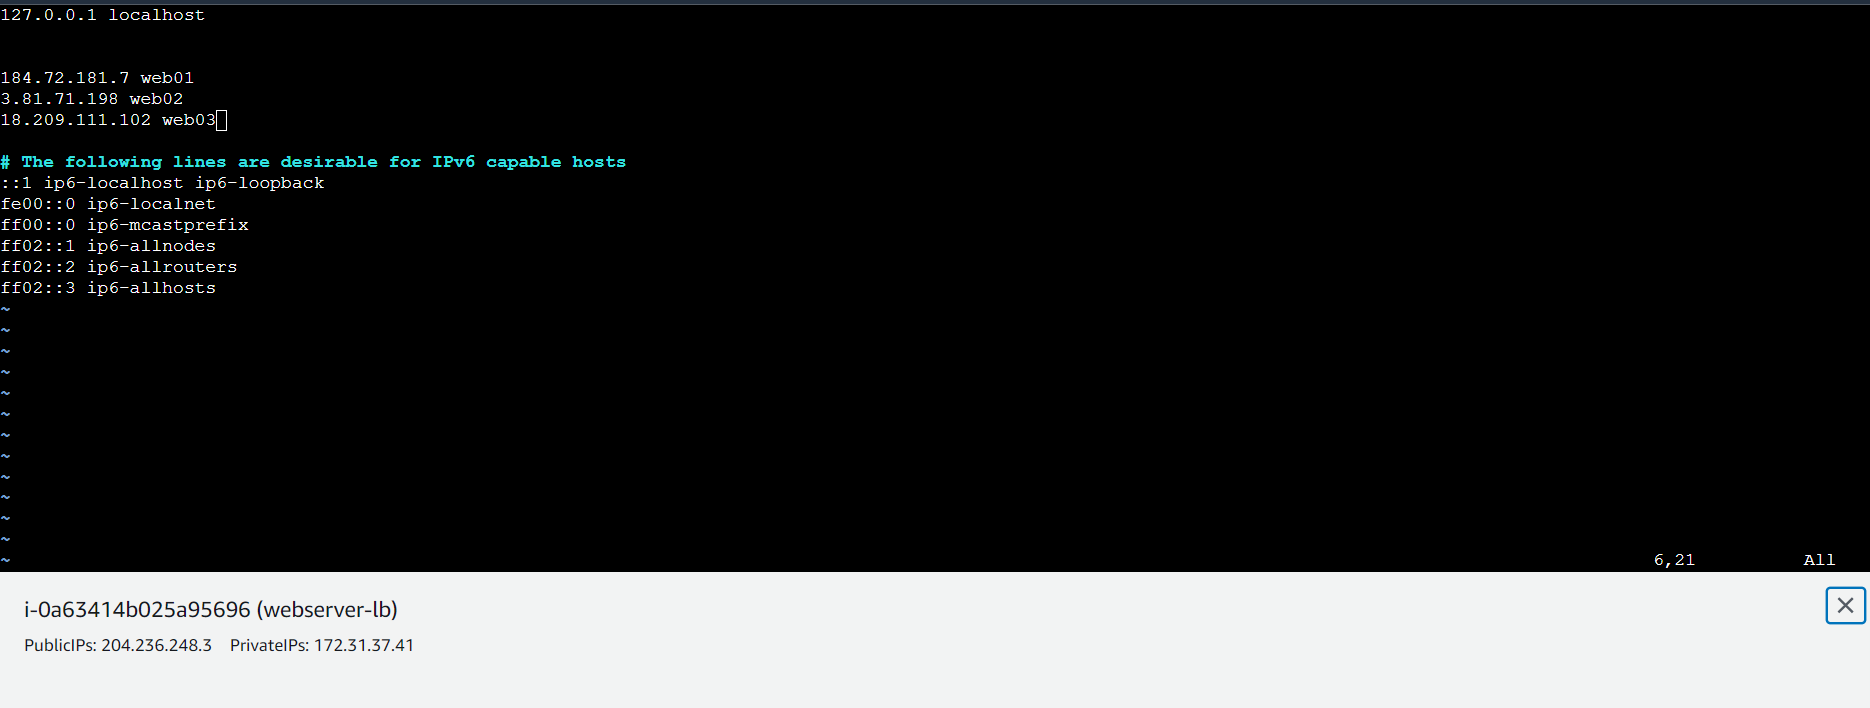 127.0.0.1 localhost
184.72.181.7 web01
3.81.71.198 web02
18.209.111.102 web03
# The following lines are desirable for IPv6 capable hosts
::1 ip6-localhost ip6-loopback
fe00::0 ip6-localnet
ff00::0 ip6-mcastprefix
ff02::1 ip6-allnodes
ff02::2 ip6-allrouters
ff02::3 ip6-allhosts
~
~
~
~
~
~
~
~
~
~
~
~
~
6,21 All
i-0a63414b025a95696 (webserver-lb)
PublicIPs: 204.236.248.3 PrivateIPs: 172.31.37.41